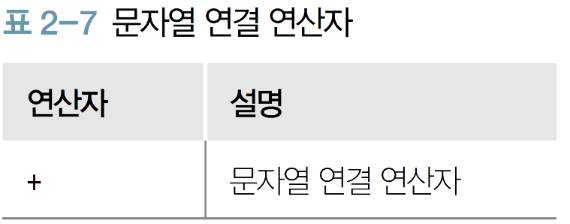 표 2-7 문자열 연결 연산자
연산자 설명
+ 문자열 연결 연산자